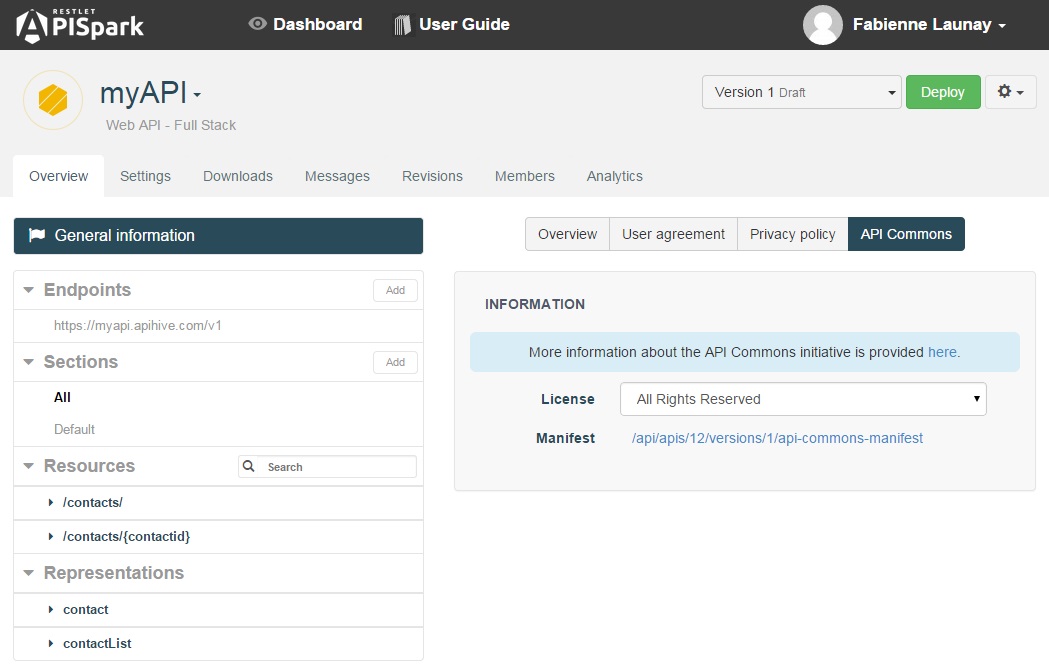 RESTLET
APISpark
Dashboard
User Guide
Fabienne Launay
myAPI
Web API - Full Stack
Version 1 Draft
Deploy
Overview
Settings
Downloads
Messages
Revisions
Members
Analytics
General information
Endpoints
Add
https://myapi.apihive.com/v1
Sections
Add
All
Default
Resources
Search
/contacts/
/contacts/{contactid}
Representations
contact
contactList
Overview
User agreement
Privacy policy
API Commons
INFORMATION
More information about the API Commons initiative is provided here.
License
All Rights Reserved
Manifest
/api/apis/12/versions/1/api-commons-manifest